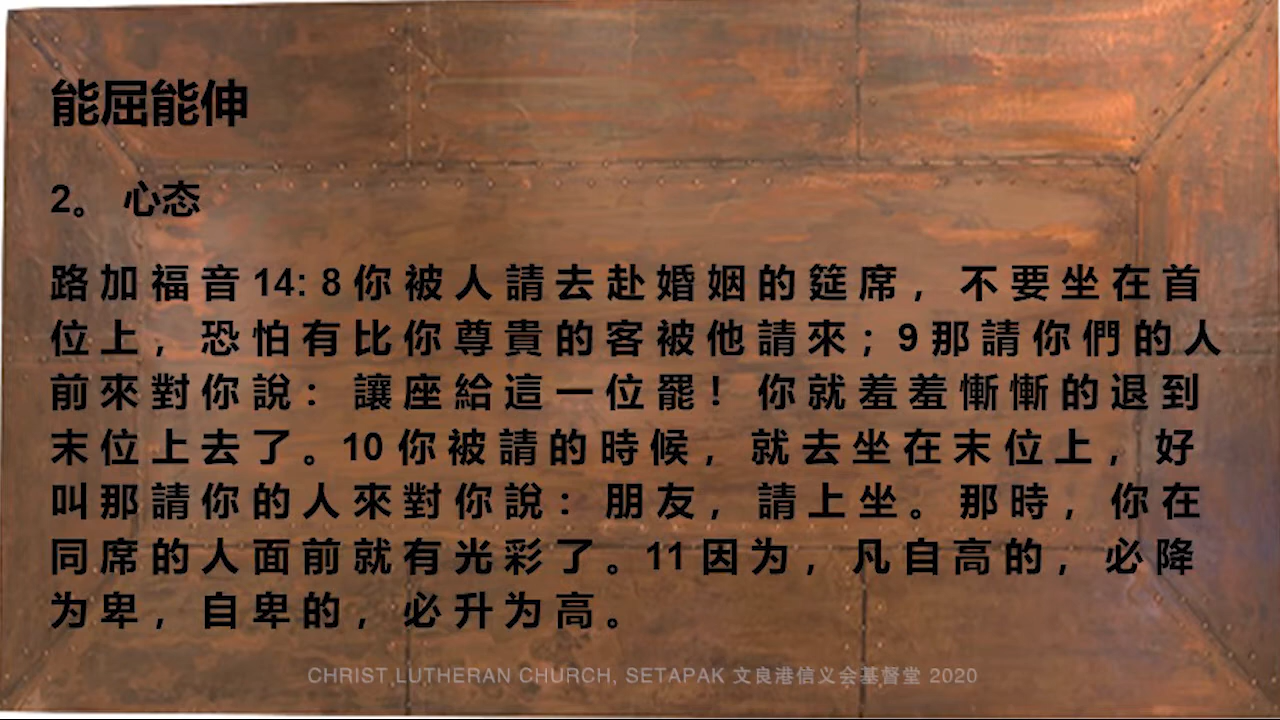 能屈能伸
2。 心态
路加福音14: 8你被人請去赴婚姻的筵席，不要坐在首
位上，恐怕有比你尊貴的客被他請來；9那請你們的人
前來對你說：讓座給這一位罷！你就羞羞慚慚的退到
末位上去了。10 你被請的時候，就去坐在末位上，好
叫那請你的人來對你說：朋友，請上坐。那時，你在
同席的人面前就有光彩了。11 因为，凡自高的，必降
为卑，自卑的，必升为高。
CHRIST LUTHERAN CHURCH, SETAPAK 文良港信义会基督堂 2020